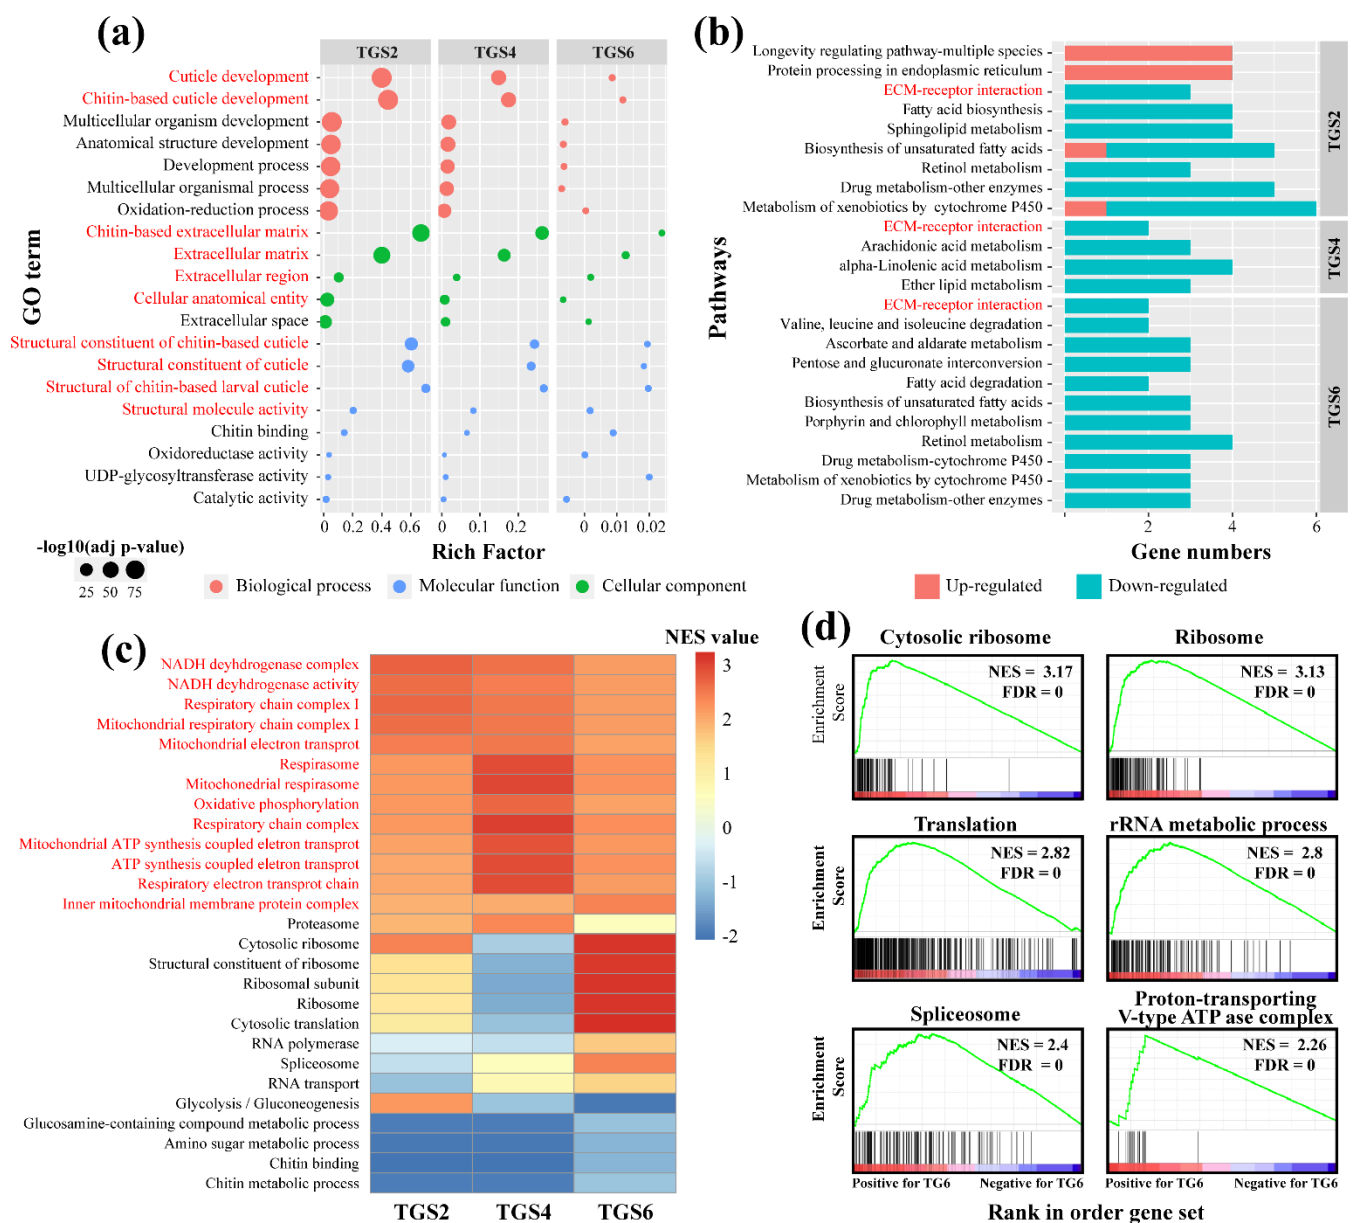 (a)
TGS2 TGS4 TGS6
GO term
Cuticle development
Chitin-based cuticle development
Multicellular organism development
Anatomical structure development
Development process
Multicellular organismal process
Oxidation-reduction process
Chitin-based extracellular matrix
Extracellular matrix
Extracellular region
Cellular anatomical entity
Extracellular space
Structural constituent of chitin-based cuticle
Structural constituent of cuticle
Structural of chitin-based larval cuticle
Structural molecule activity
Chitin binding
Oxidoreductase activity
UDP-glycosyltransferase activity
Catalytic activity
0 0.2 0.4 0.6 0 0.1 0.2 0 0.01 0.02
Rich Factor
-log10(adj p-value)
25 50 75
Biological process Molecular function Cellular component
(b)
Pathways
Longevity regulating pathway-multiple species
Protein processing in endoplasmic reticulum
ECM-receptor interaction
Fatty acid biosynthesis
Sphingolipid metabolism
Biosynthesis of unsaturated fatty acids
Retinol metabolism
Drug metabolism-other enzymes
Metabolism of xenobiotics by cytochrome P450
TGS2
ECM-receptor interaction
Arachidonic acid metabolism
alpha-Linolenic acid metabolism
Ether lipid metabolism
TGS4
ECM-receptor interaction
Valine, leucine and isoleucine degradation
Ascorbate and aldarate metabolism
Pentose and glucuronate interconversion
Fatty acid degradation
Biosynthesis of unsaturated fatty acids
Porphyrin and chlorophyll metabolism
Retinol metabolism
Drug metabolism-cytochrome P450
Metabolism of xenobiotics by cytochrome P450
Drug metabolism-other enzymes
TGS6
2 4 6
Gene numbers
Up-regulated Down-regulated
(c)
NES value
3
2
1
0
-1
-2
NADH deyhdrogenase complex
NADH deyhdrogenase activity
Respiratory chain complex I
Mitochondrial respiratory chain complex I
Mitochondrial electron transprot
Respirasome
Mitochonedrial respirasome
Oxidative phosphorylation
Respiratory chain complex
Mitochondrial ATP synthesis coupled eletron transprot
ATP synthesis coupled eletron transprot
Respiratory electron transprot chain
Inner mitochondrial membrane protein complex
Proteasome
Cytosolic ribosome
Structural constituent of ribosome
Ribosomal subunit
Ribosome
Cytosolic translation
RNA polymerase
Spliceosome
RNA transport
Glycolysis / Gluconeogenesis
Glucosamine-containing compound metabolic process
Amino sugar metabolic process
Chitin binding
Chitin metabolic process
TGS2 TGS4 TGS6
(d)
Cytosolic ribosome
Enrichment
Score
NES = 3.17
FDR = 0
Ribosome
NES = 3.13
FDR = 0
Translation
Enrichment
Score
NES = 2.82
FDR = 0
rRNA metabolic process
NES = 2.8
FDR = 0
Spliceosome
Enrichment
Score
NES = 2.4
FDR = 0
Proton-transporting
V-type ATP ase complex
NES = 2.26
FDR = 0
Positive for TG6 Negative for TG6 Positive for TG6 Negative for TG6
Rank in order gene set